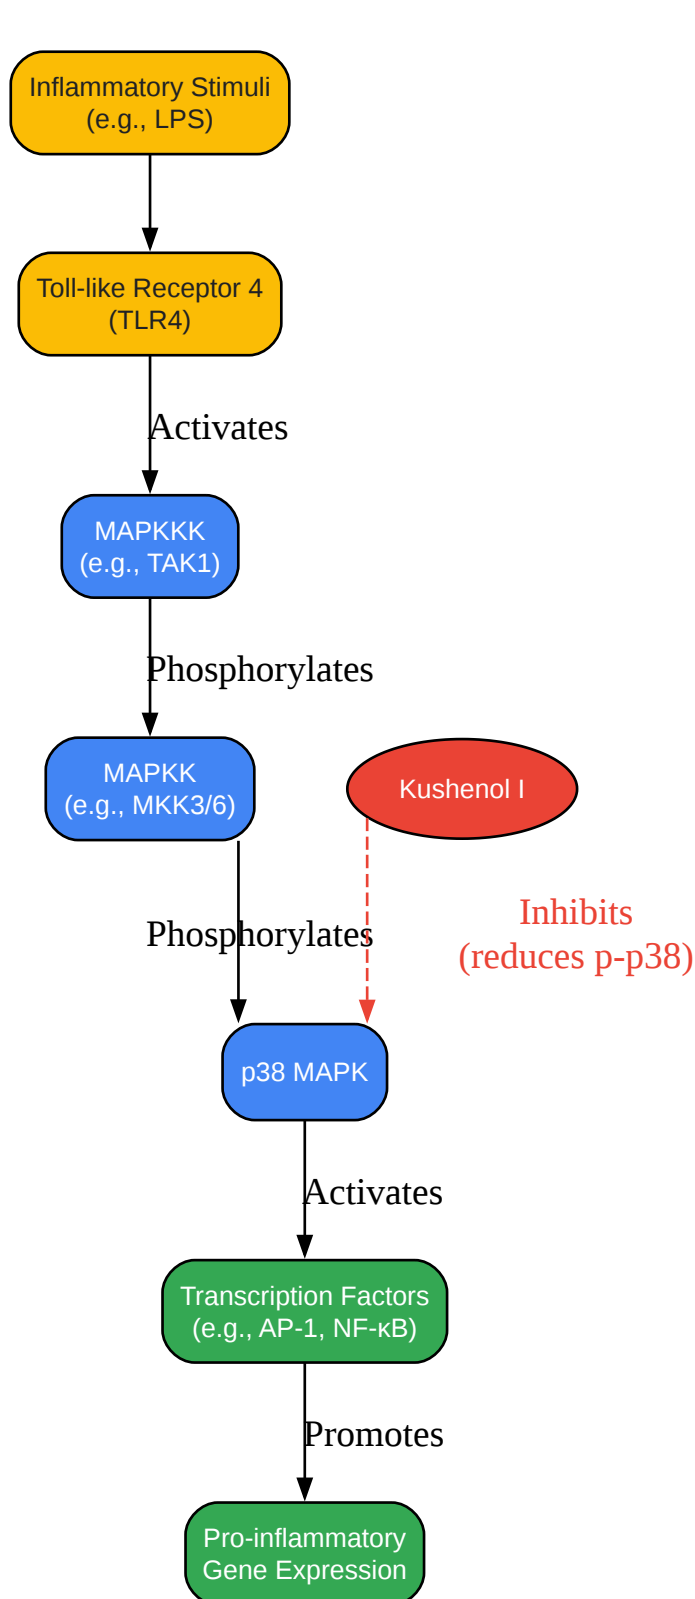 Inflammatory Stimuli
(e.g., LPS)
Toll-like Receptor 4
(TLR4)
Activates
MAPKKK
(e.g., TAK1)
Phosphorylates
MAPKK
(e.g., MKK3/6)
Kushenol I
Phosphorylates
Inhibits
(reduces p-p38)
p38 MAPK
Activates
Transcription Factors
(e.g., AP-1, NF-κB)
Promotes
Pro-inflammatory
Gene Expression